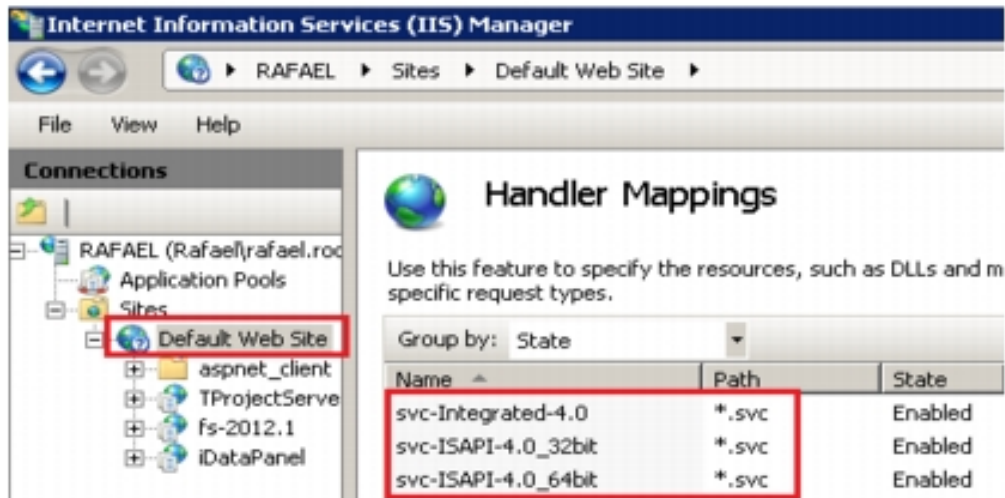 Internet Information Services (IIS) Manager
RAFAEL Sites Default Web Site
File View Help
Connections
RAFAEL (Rafael\rafael.roc
Application Pools
Sites
Default Web Site
aspnet_client
TProjectServe
fs-2012.1
iDataPanel
Handler Mappings
Use this feature to specify the resources, such as DLLs and m
specific request types.
Group by: State
Name Path State
svc-Integrated-4.0 *.svc Enabled
svc-ISAPI-4.0_32bit *.svc Enabled
svc-ISAPI-4.0_64bit *.svc Enabled